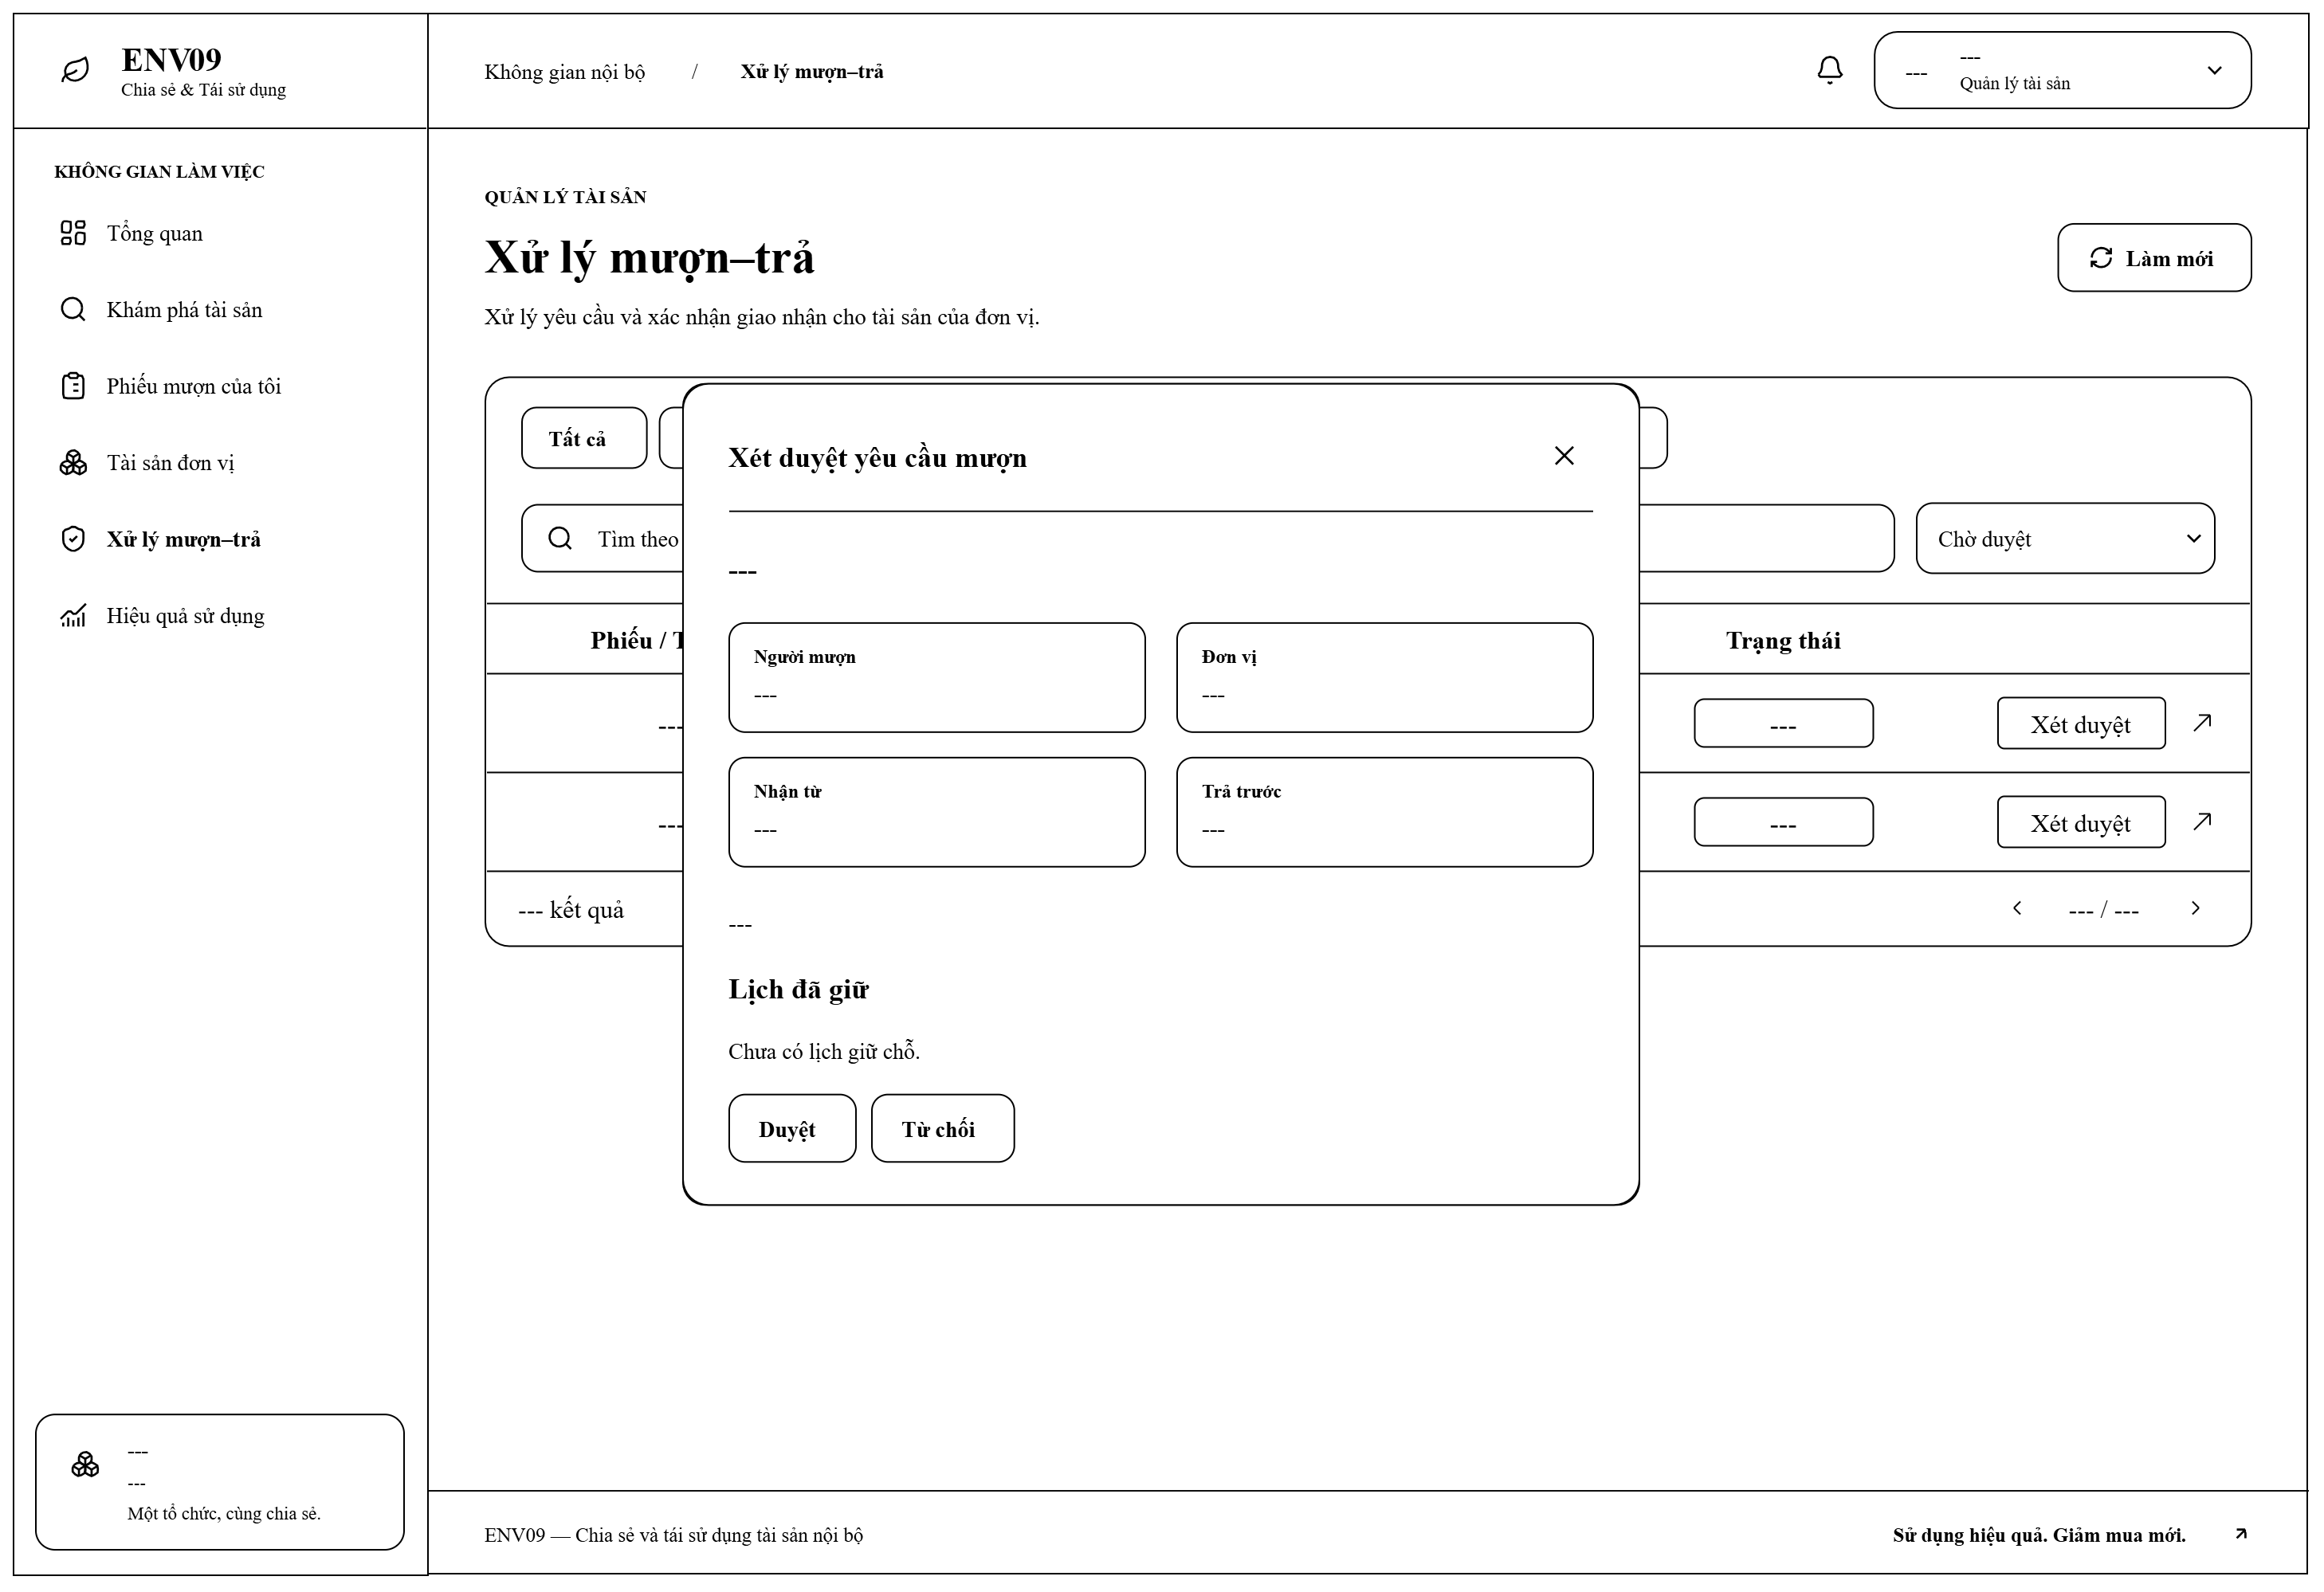 ENV09
Chia sẻ & Tái sử dụng
Không gian nội bộ / Xử lý mượn–trả
---
---
Quản lý tài sản
KHÔNG GIAN LÀM VIỆC
Tổng quan
Khám phá tài sản
Phiếu mượn của tôi
Tài sản đơn vị
Xử lý mượn–trả
Hiệu quả sử dụng
---
---
Một tổ chức, cùng chia sẻ.
QUẢN LÝ TÀI SẢN
Xử lý mượn–trả
Làm mới
Xử lý yêu cầu và xác nhận giao nhận cho tài sản của đơn vị.
Tất cả
Tìm theo
Chờ duyệt
Phiếu / T
Trạng thái
---
---
Xét duyệt
---
---
Xét duyệt
--- kết quả
--- / ---
Xét duyệt yêu cầu mượn
---
Người mượn
---
Đơn vị
---
Nhận từ
---
Trả trước
---
---
Lịch đã giữ
Chưa có lịch giữ chỗ.
Duyệt
Từ chối
ENV09 — Chia sẻ và tái sử dụng tài sản nội bộ
Sử dụng hiệu quả. Giảm mua mới.